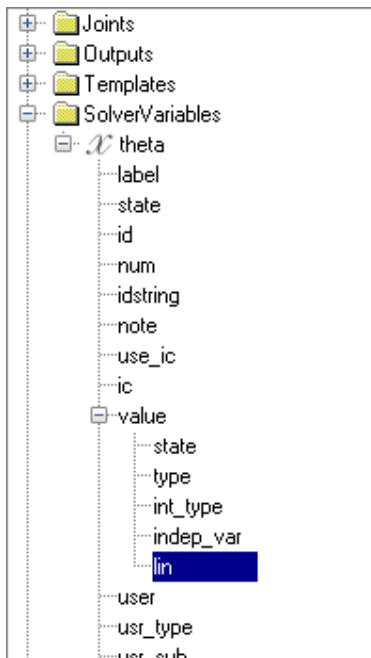 Joints
Outputs
Templates
SolverVariables
x theta
label
state
id
num
idstring
note
use_ic
ic
value
state
type
int_type
indep_var
lin
user
usr_type
usr_sub